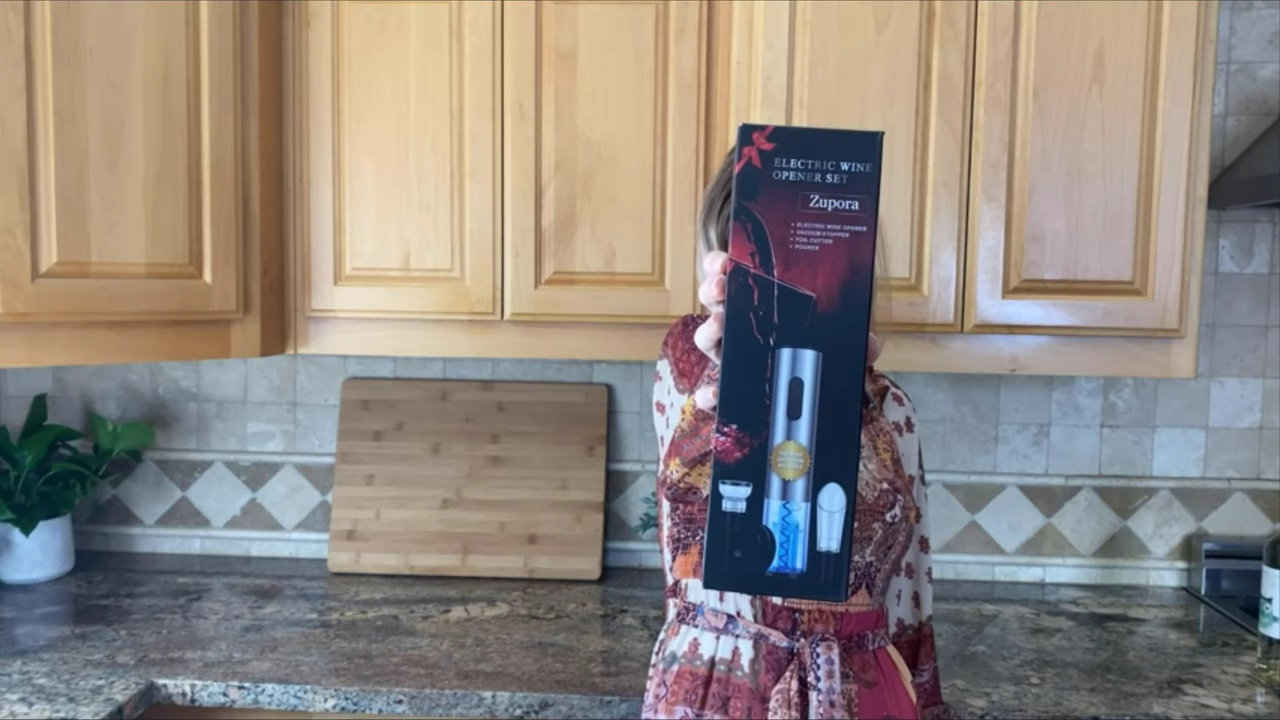 ELECTRIC WINE
OPENER SET
Zupora
• ELECTRIC WINE OPENER
• VACUUM STOPPER
• FOIL CUTTER
• POURER